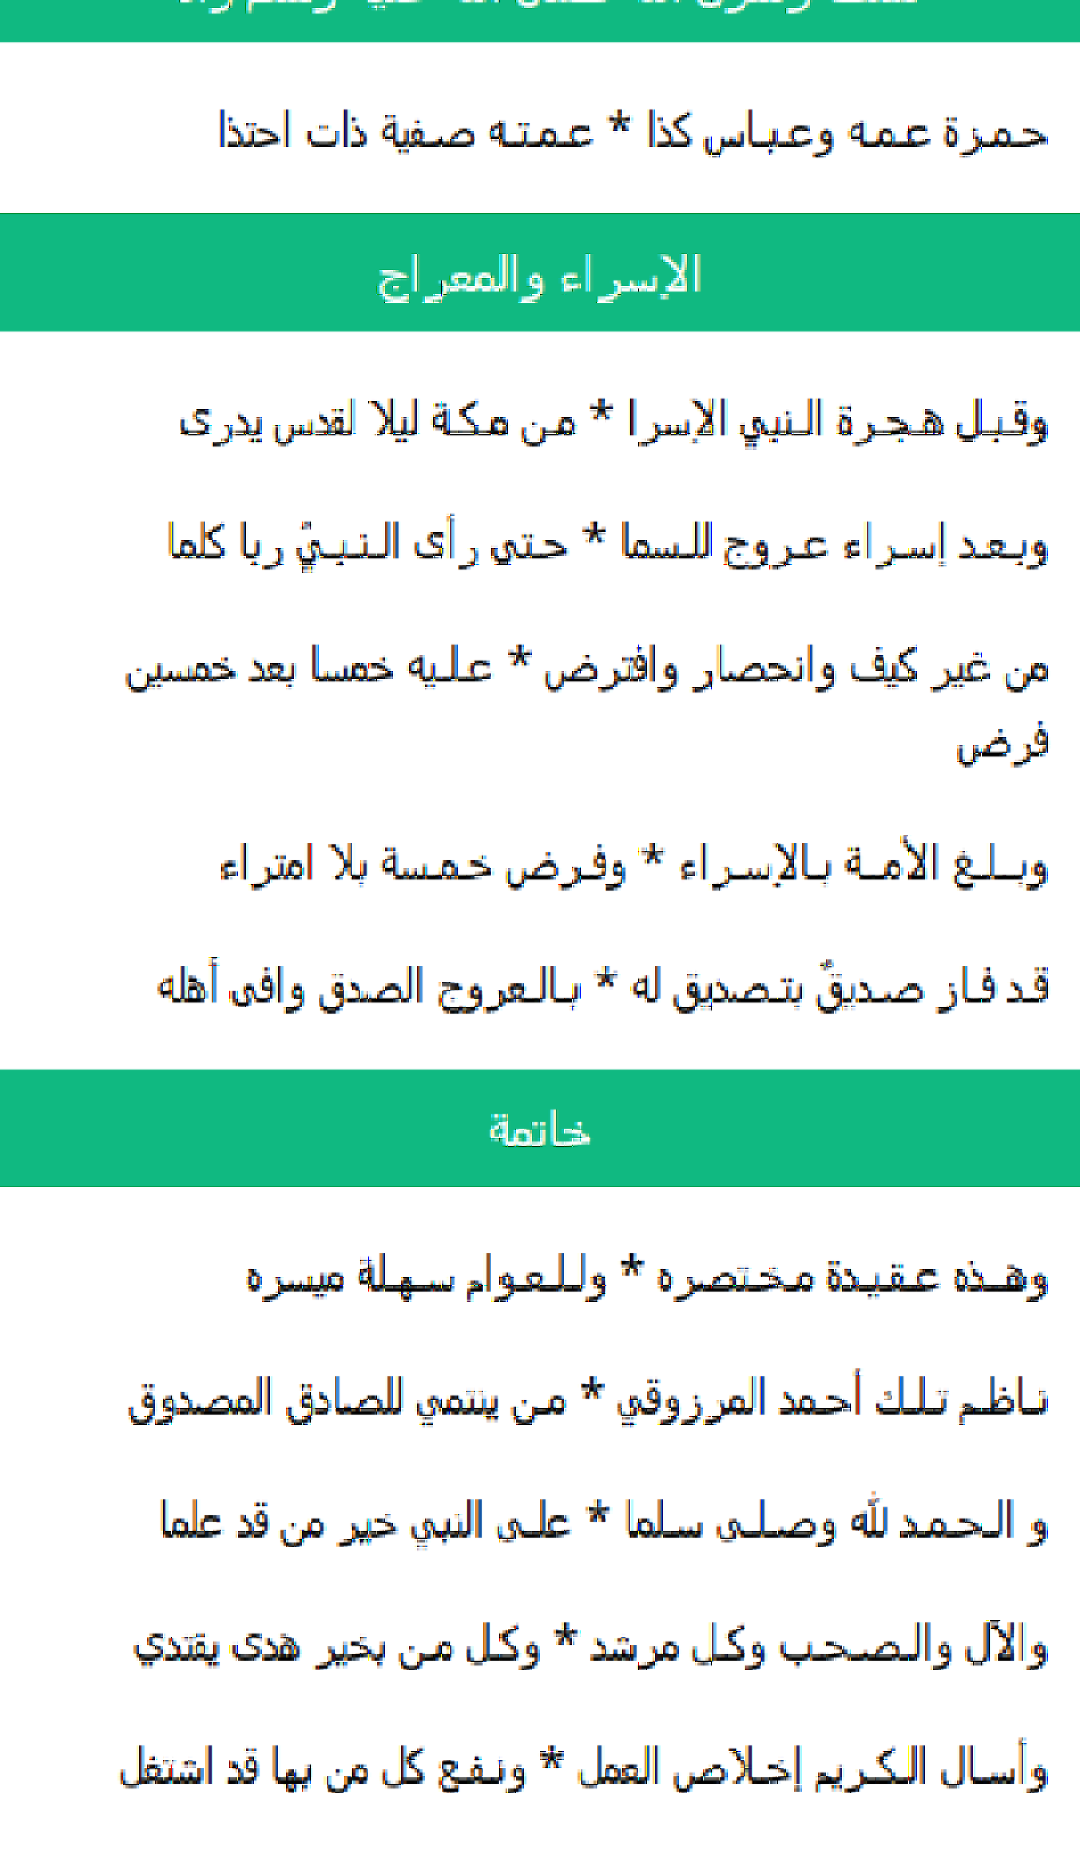 حمزة عمه وعباس كذا * عمته صفية ذات احتذا
الإسراء والمعراج
وقبل هجرة النبي الإسرا * من مكة ليلا لقدس يدرى
وبعد إسراء عروج للسما * حتى رأى النبيُّ ربا كلما
من غير كيف وانحصار وافترض * عليه خمسا بعد خمسين
فرض
وبلغ الأمة بالإسراء * وفرض خمسة بلا امتراء
قد فاز صديقٌ بتصديق له * بالعروج الصدق وافى أهله
خاتمة
وهذه عقيدة مختصره * وللعوام سهلة ميسره
ناظم تلك أحمد المرزوقي * من ينتمي للصادق المصدوق
و الحمد لله وصلى سلما * على النبي خير من قد علما
والآل والصحب وكل مرشد * وكل من بخير هدى يقتدي
وأسال الكريم إخلاص العمل * ونفع كل من بها قد اشتغل